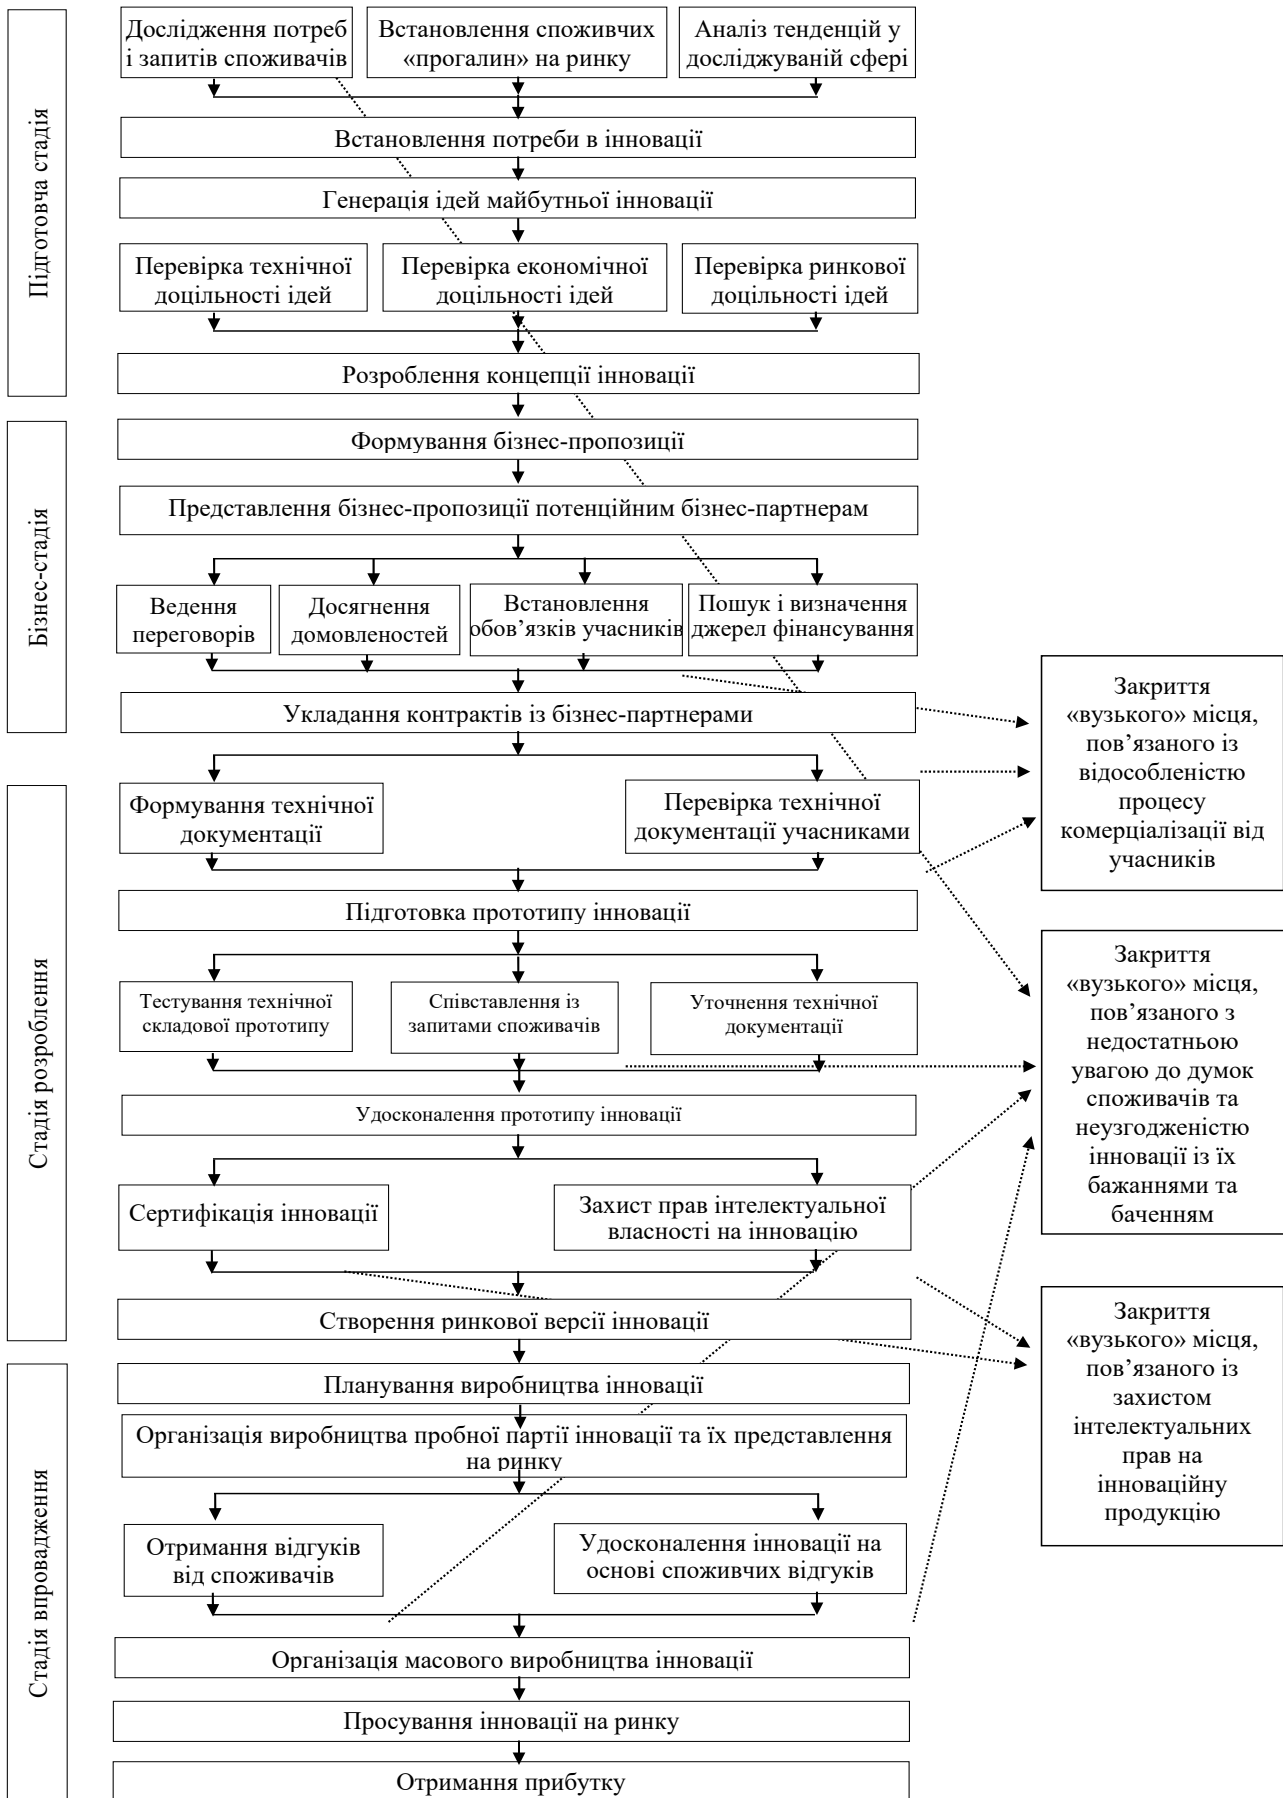 Підготовча стадія
Дослідження потреб
і запитів споживачів
Встановлення споживчих
«прогалин» на ринку
Аналіз тенденцій у
досліджуваній сфері
Встановлення потреби в інновації
Генерація ідей майбутньої інновації
Перевірка технічної
доцільності ідей
Перевірка економічної
доцільності ідей
Перевірка ринкової
доцільності ідей
Розроблення концепції інновації
Бізнес-стадія
Формування бізнес-пропозиції
Представлення бізнес-пропозиції потенційним бізнес-партнерам
Ведення
переговорів
Досягнення
домовленостей
Встановлення
обов’язків учасників
Пошук і визначення
джерел фінансування
Укладання контрактів із бізнес-партнерами
Закриття
«вузького» місця,
пов’язаного із
відособленістю
процесу
комерціалізації від
учасників
Стадія розроблення
Формування технічної
документації
Перевірка технічної
документації учасниками
Підготовка прототипу інновації
Тестування технічної
складової прототипу
Співставлення із
запитами споживачів
Уточнення технічної
документації
Удосконалення прототипу інновації
Закриття
«вузького» місця,
пов’язаного з
недостатньою
увагою до думок
споживачів та
неузгодженістю
інновації із їх
бажаннями та
баченням
Сертифікація інновації
Захист прав інтелектуальної
власності на інновацію
Створення ринкової версії інновації
Закриття
«вузького» місця,
пов’язаного із
захистом
інтелектуальних
прав на
інноваційну
продукцію
Стадія впровадження
Планування виробництва інновації
Організація виробництва пробної партії інновації та їх представлення
на ринку
Отримання відгуків
від споживачів
Удосконалення інновації на
основі споживчих відгуків
Організація масового виробництва інновації
Просування інновації на ринку
Отримання прибутку